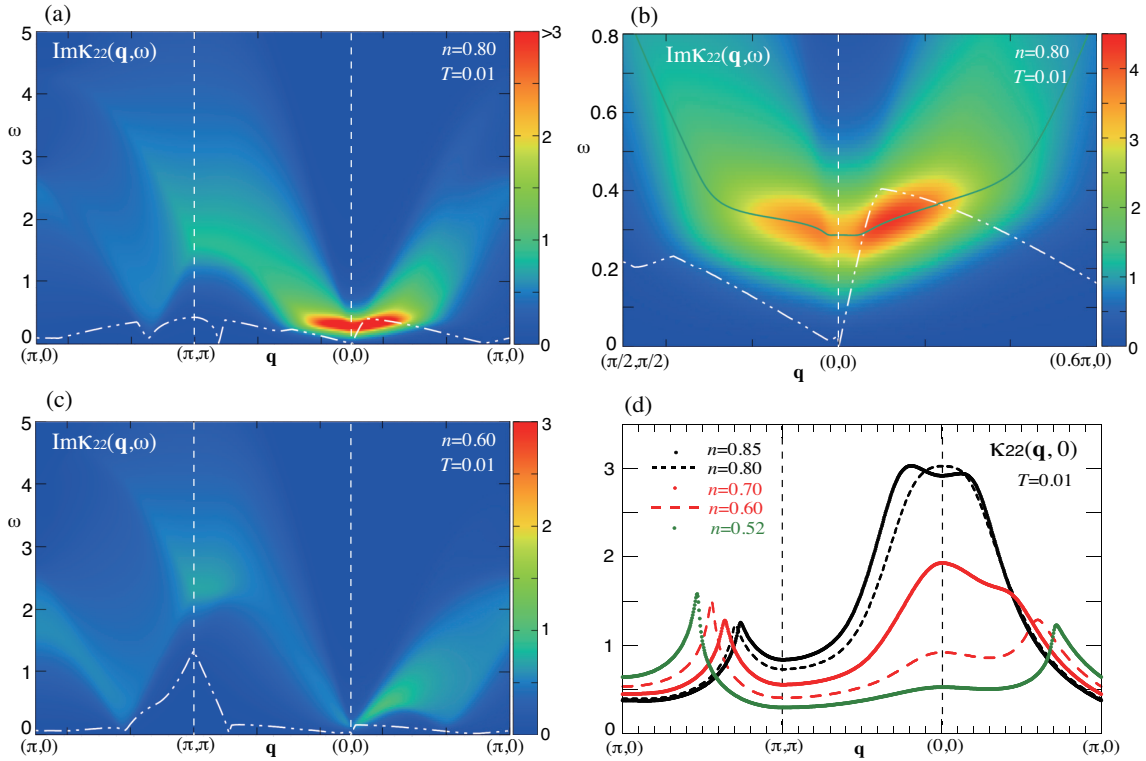 (a)
Imκ22(q,ω)
n=0.80
T=0.01
5
4
3
2
1
0
ω
(π,0)
(π,π)
q
(0,0)
(π,0)
>3
2
1
0
(b)
Imκ22(q,ω)
n=0.80
T=0.01
0.8
0.6
0.4
0.2
0
ω
(π/2,π/2)
q
(0,0)
(0.6π,0)
4
3
2
1
0
(c)
Imκ22(q,ω)
n=0.60
T=0.01
5
4
3
2
1
0
ω
(π,0)
(π,π)
q
(0,0)
(π,0)
3
2
1
0
(d)
n=0.85
n=0.80
n=0.70
n=0.60
n=0.52
κ22(q, 0)
T=0.01
3
2
1
0
(π,0)
(π,π)
q
(0,0)
(π,0)